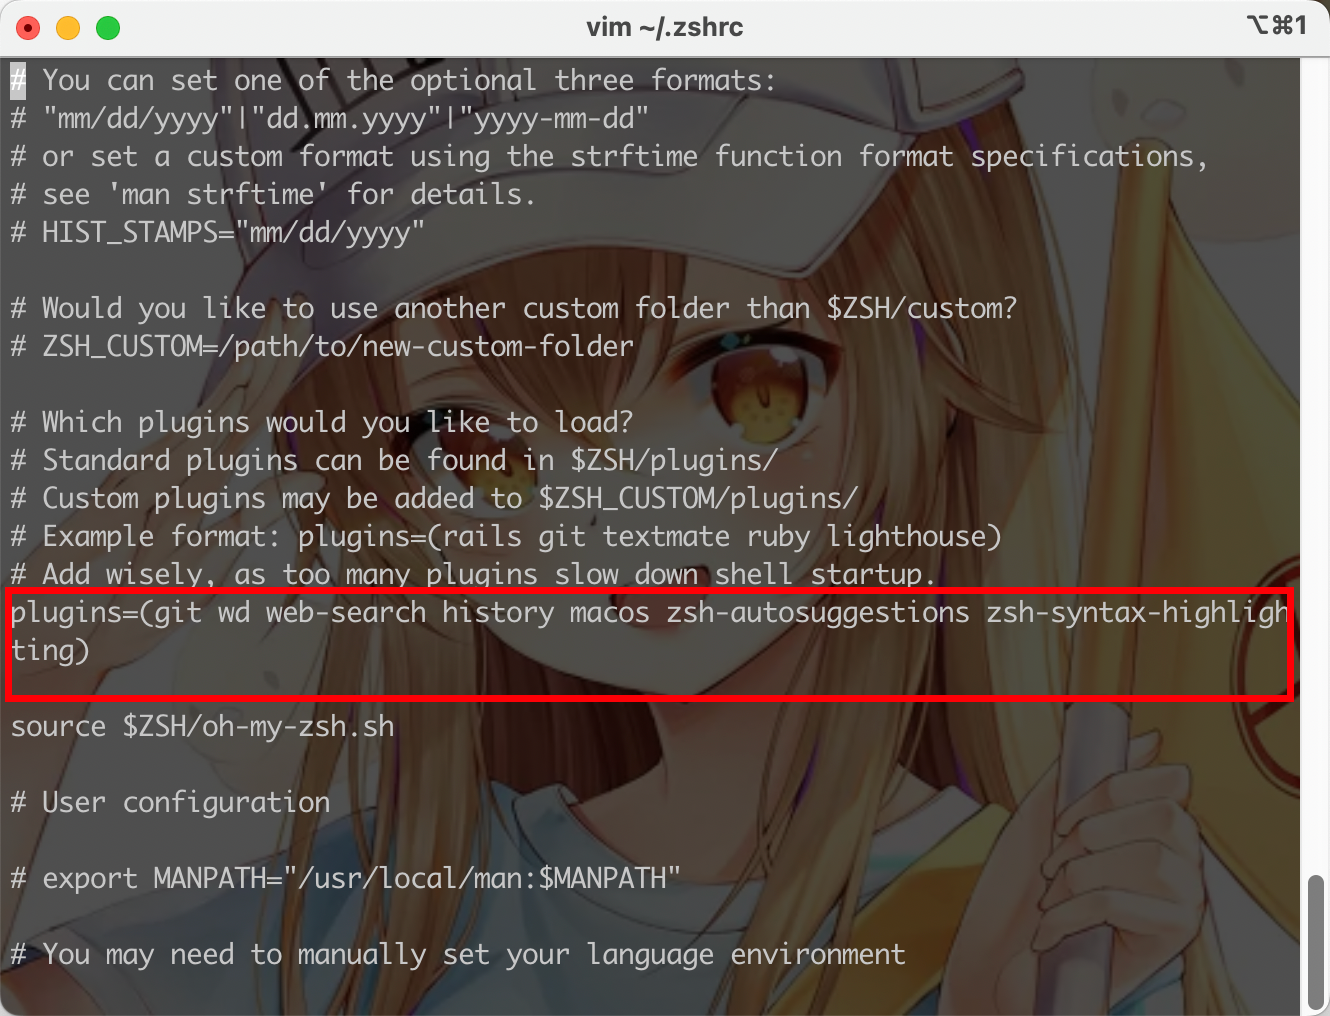 vim ~/.zshrc
⌥⌘1
# You can set one of the optional three formats:
# "mm/dd/yyyy"|"dd.mm.yyyy"|"yyyy-mm-dd"
# or set a custom format using the strftime function format specifications,
# see 'man strftime' for details.
# HIST_STAMPS="mm/dd/yyyy"
# Would you like to use another custom folder than $ZSH/custom?
# ZSH_CUSTOM=/path/to/new-custom-folder
# Which plugins would you like to load?
# Standard plugins can be found in $ZSH/plugins/
# Custom plugins may be added to $ZSH_CUSTOM/plugins/
# Example format: plugins=(rails git textmate ruby lighthouse)
# Add wisely, as too many plugins slow down shell startup.
plugins=(git wd web-search history macos zsh-autosuggestions zsh-syntax-highligh
ting)
source $ZSH/oh-my-zsh.sh
# User configuration
# export MANPATH="/usr/local/man:$MANPATH"
# You may need to manually set your language environment